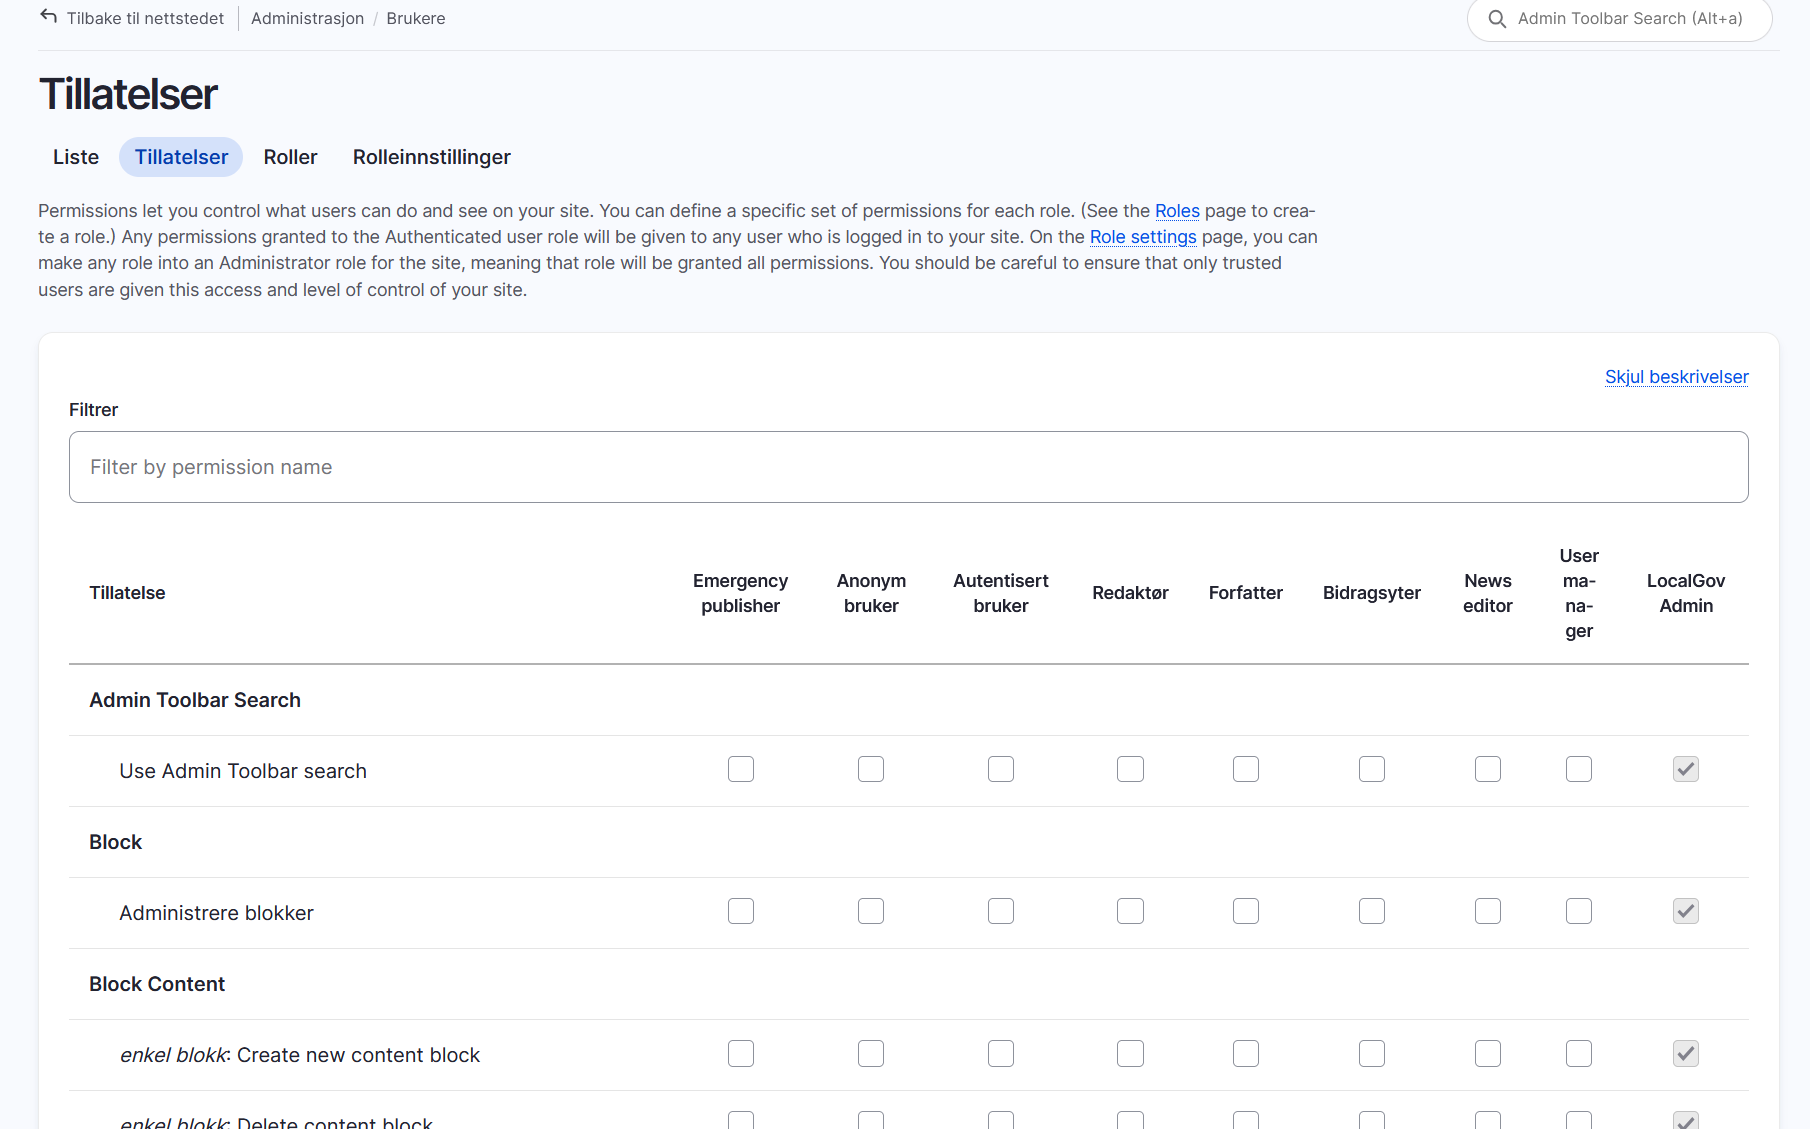 Tilbake til nettstedet Administrasjon / Brukere
Admin Toolbar Search (Alt+a)
Tillatelser
Liste Tillatelser Roller Rolleinnstillinger
Permissions let you control what users can do and see on your site. You can define a specific set of permissions for each role. (See the Roles page to crea-
te a role.) Any permissions granted to the Authenticated user role will be given to any user who is logged in to your site. On the Role settings page, you can
make any role into an Administrator role for the site, meaning that role will be granted all permissions. You should be careful to ensure that only trusted
users are given this access and level of control of your site.
Skjul beskrivelser
Filtrer
Filter by permission name
Tillatelse
Emergency
publisher
Anonym
bruker
Autentisert
bruker
Redaktør
Forfatter
Bidragsyter
News
editor
User
ma-
na-
ger
LocalGov
Admin
Admin Toolbar Search
Use Admin Toolbar search
Block
Administrere blokker
Block Content
enkel blokk: Create new content block
enkel blokk: Delete content block